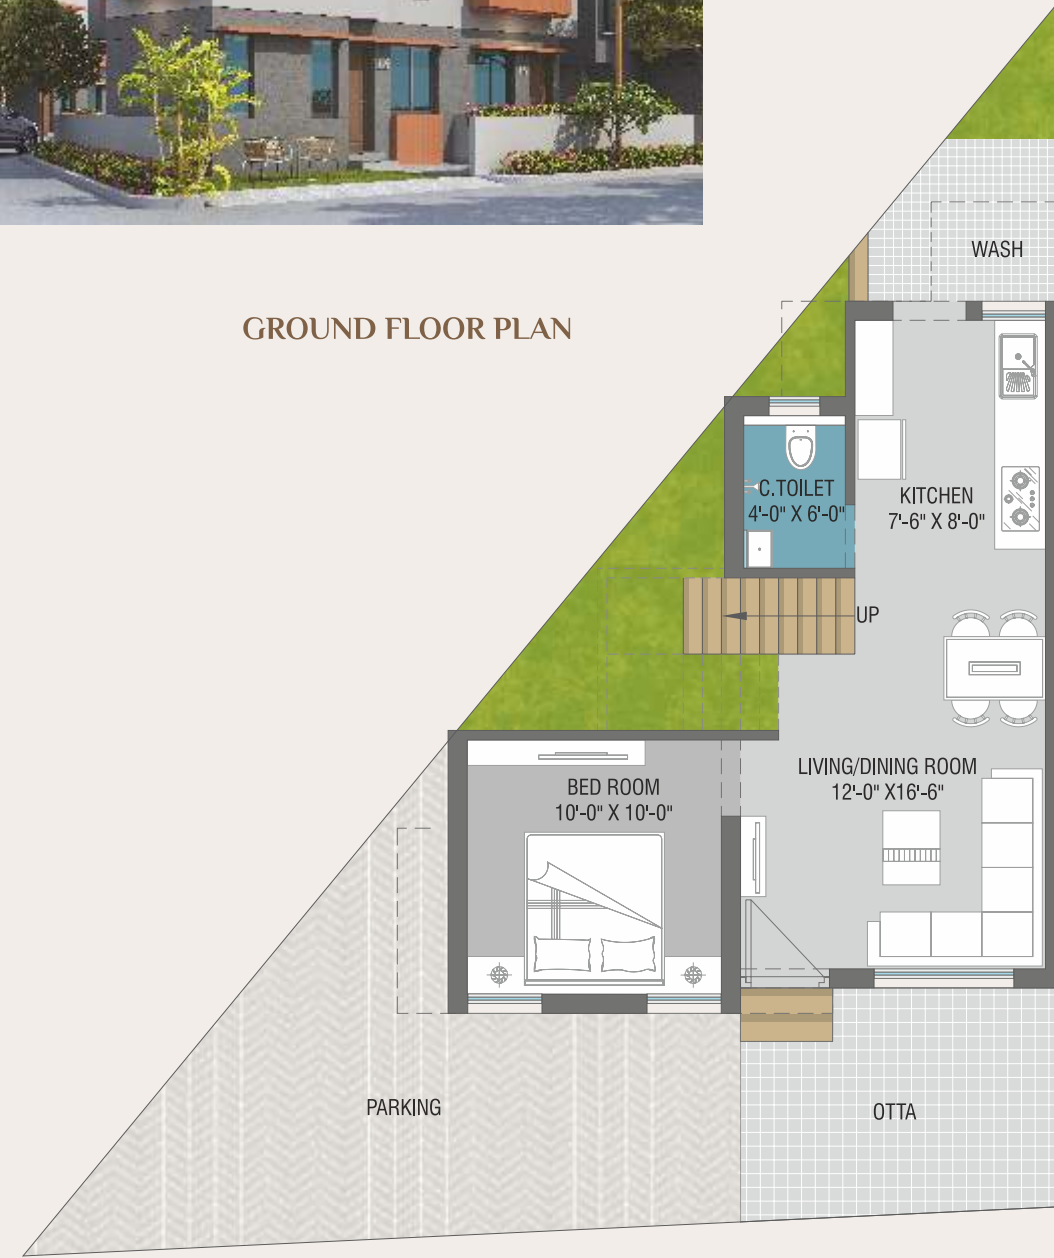 GROUND FLOOR PLAN
WASH
C.TOILET
4'-0" X 6'-0"
KITCHEN
7'-6" X 8'-0"
UP
LIVING/DINING ROOM
12'-0" X16'-6"
BED ROOM
10'-0" X 10'-0"
PARKING
OTTA